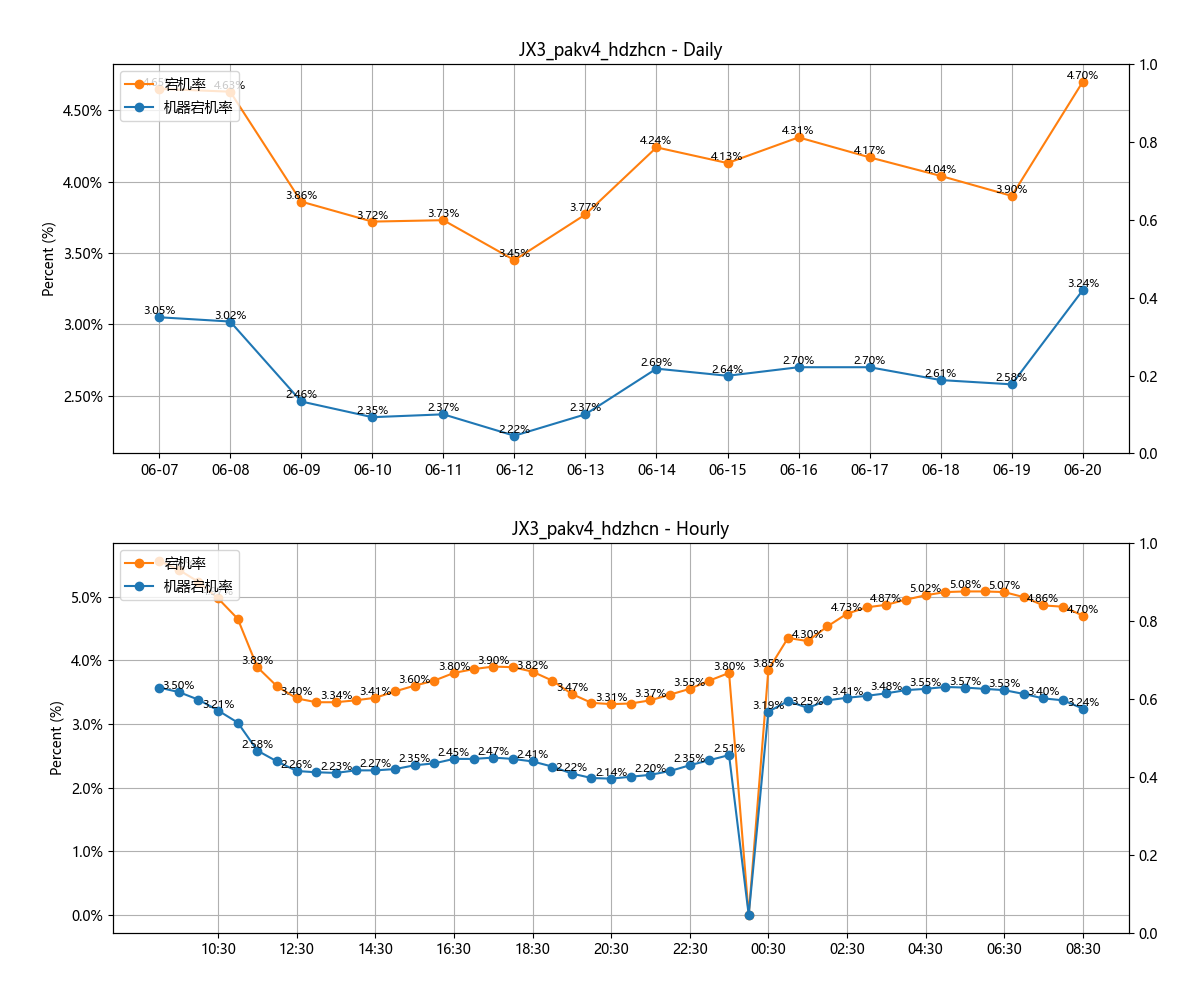 JX3_pakv4_hdzhcn - Daily
宕机率
机器宕机率
4.65% 4.63% 3.86% 3.72% 3.73% 3.45% 3.77% 4.24% 4.13% 4.31% 4.17% 4.04% 3.90% 4.70%
3.05% 3.02% 2.46% 2.35% 2.37% 2.22% 2.37% 2.69% 2.64% 2.70% 2.70% 2.61% 2.58% 3.24%
Percent (%)
4.50%
4.00%
3.50%
3.00%
2.50%
1.0
0.8
0.6
0.4
0.2
0.0
06-07 06-08 06-09 06-10 06-11 06-12 06-13 06-14 06-15 06-16 06-17 06-18 06-19 06-20
JX3_pakv4_hdzhcn - Hourly
宕机率
机器宕机率
3.89% 3.40% 3.34% 3.41% 3.60% 3.80% 3.90% 3.82% 3.47% 3.31% 3.37% 3.55% 3.80% 3.85% 4.30% 4.73% 4.87% 5.02% 5.08% 5.07% 4.86% 4.70%
3.50% 3.21% 2.58% 2.26% 2.23% 2.27% 2.35% 2.45% 2.47% 2.41% 2.22% 2.14% 2.20% 2.35% 2.51% 3.19% 3.25% 3.41% 3.48% 3.55% 3.57% 3.53% 3.40% 3.24%
Percent (%)
5.0%
4.0%
3.0%
2.0%
1.0%
0.0%
1.0
0.8
0.6
0.4
0.2
0.0
10:30 12:30 14:30 16:30 18:30 20:30 22:30 00:30 02:30 04:30 06:30 08:30